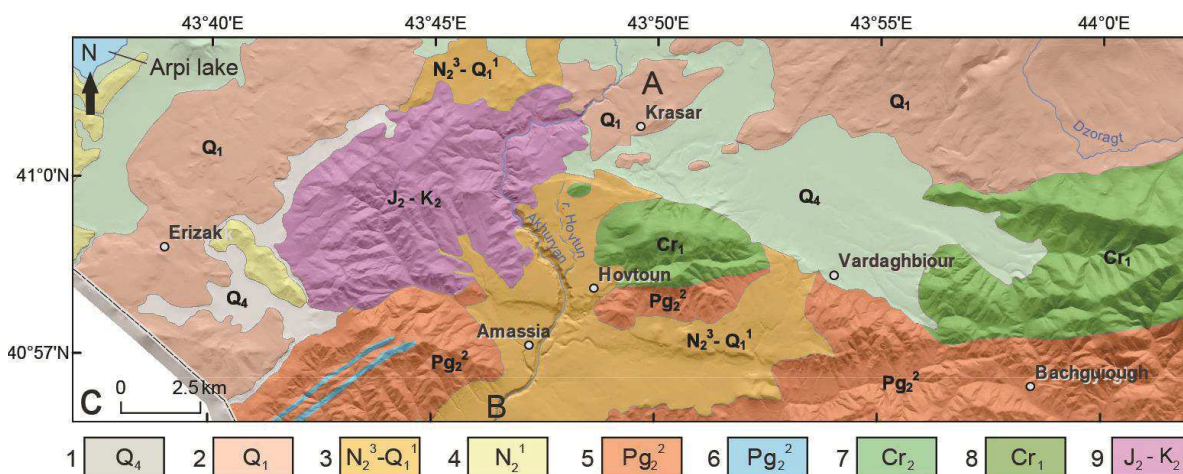 43°40'E 43°45'E 43°50'E 43°55'E 44°0'E
N
Arpi lake
N₂³- Q₁¹
A
Krasar
Q₁
Q₁
Q₁
Dzoragt
41°0'N
J₂ - K₂
Q₄
r. Hovtun
Akhuryan
Erizak
Cr₁
Cr₁
Vardaghbiour
Q₄
Hovtoun
Pg₂²
Amassia
N₂³- Q₁¹
40°57'N
Pg₂²
Pg₂²
Bachgyiough
0 2.5 km
C
B
1 Q₄ 2 Q₁ 3 N₂³-Q₁¹ 4 N₂¹ 5 Pg₂² 6 Pg₂² 7 Cr₂ 8 Cr₁ 9 J₂ - K₂